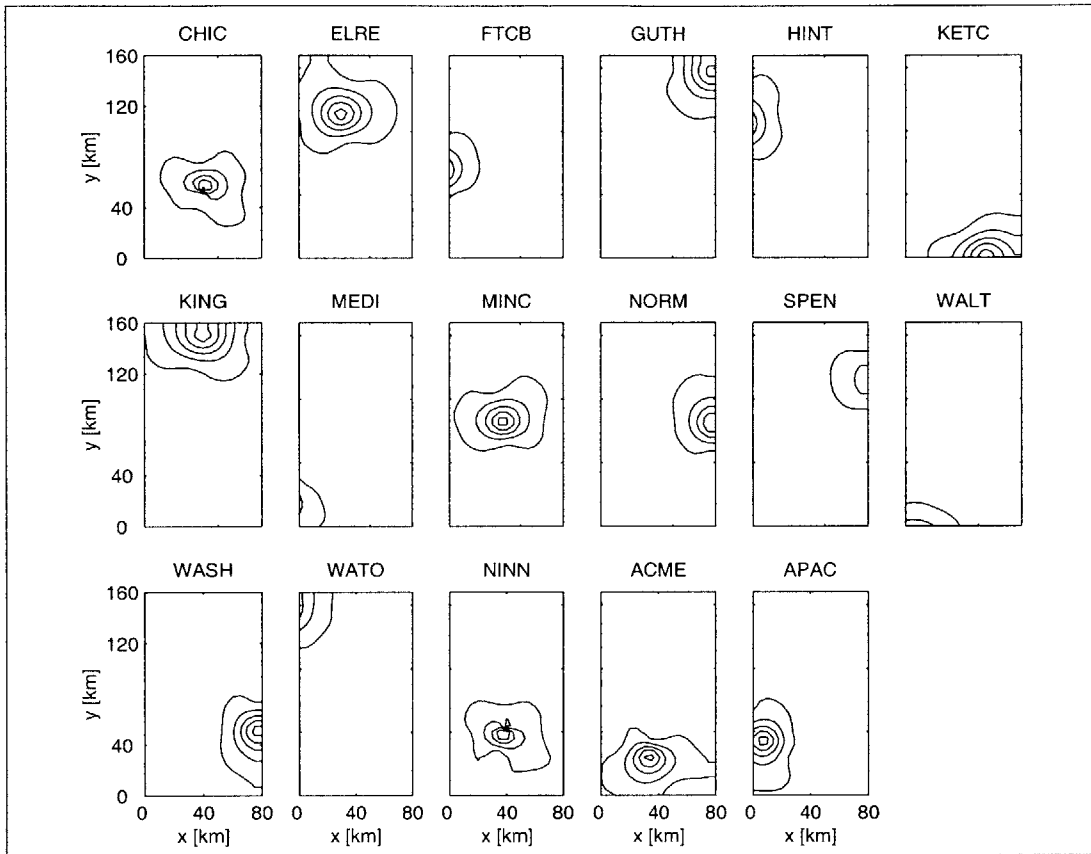 CHIC ELRE FTCB GUTH HINT KETC
160
120
y [km]
40
0
KING MEDI MINC NORM SPEN WALT
160
120
y [km]
40
0
WASH WATO NINN ACME APAC
160
120
y [km]
40
0
0 40 80 0 40 80 0 40 80 0 40 80 0 40 80
x [km] x [km] x [km] x [km] x [km]